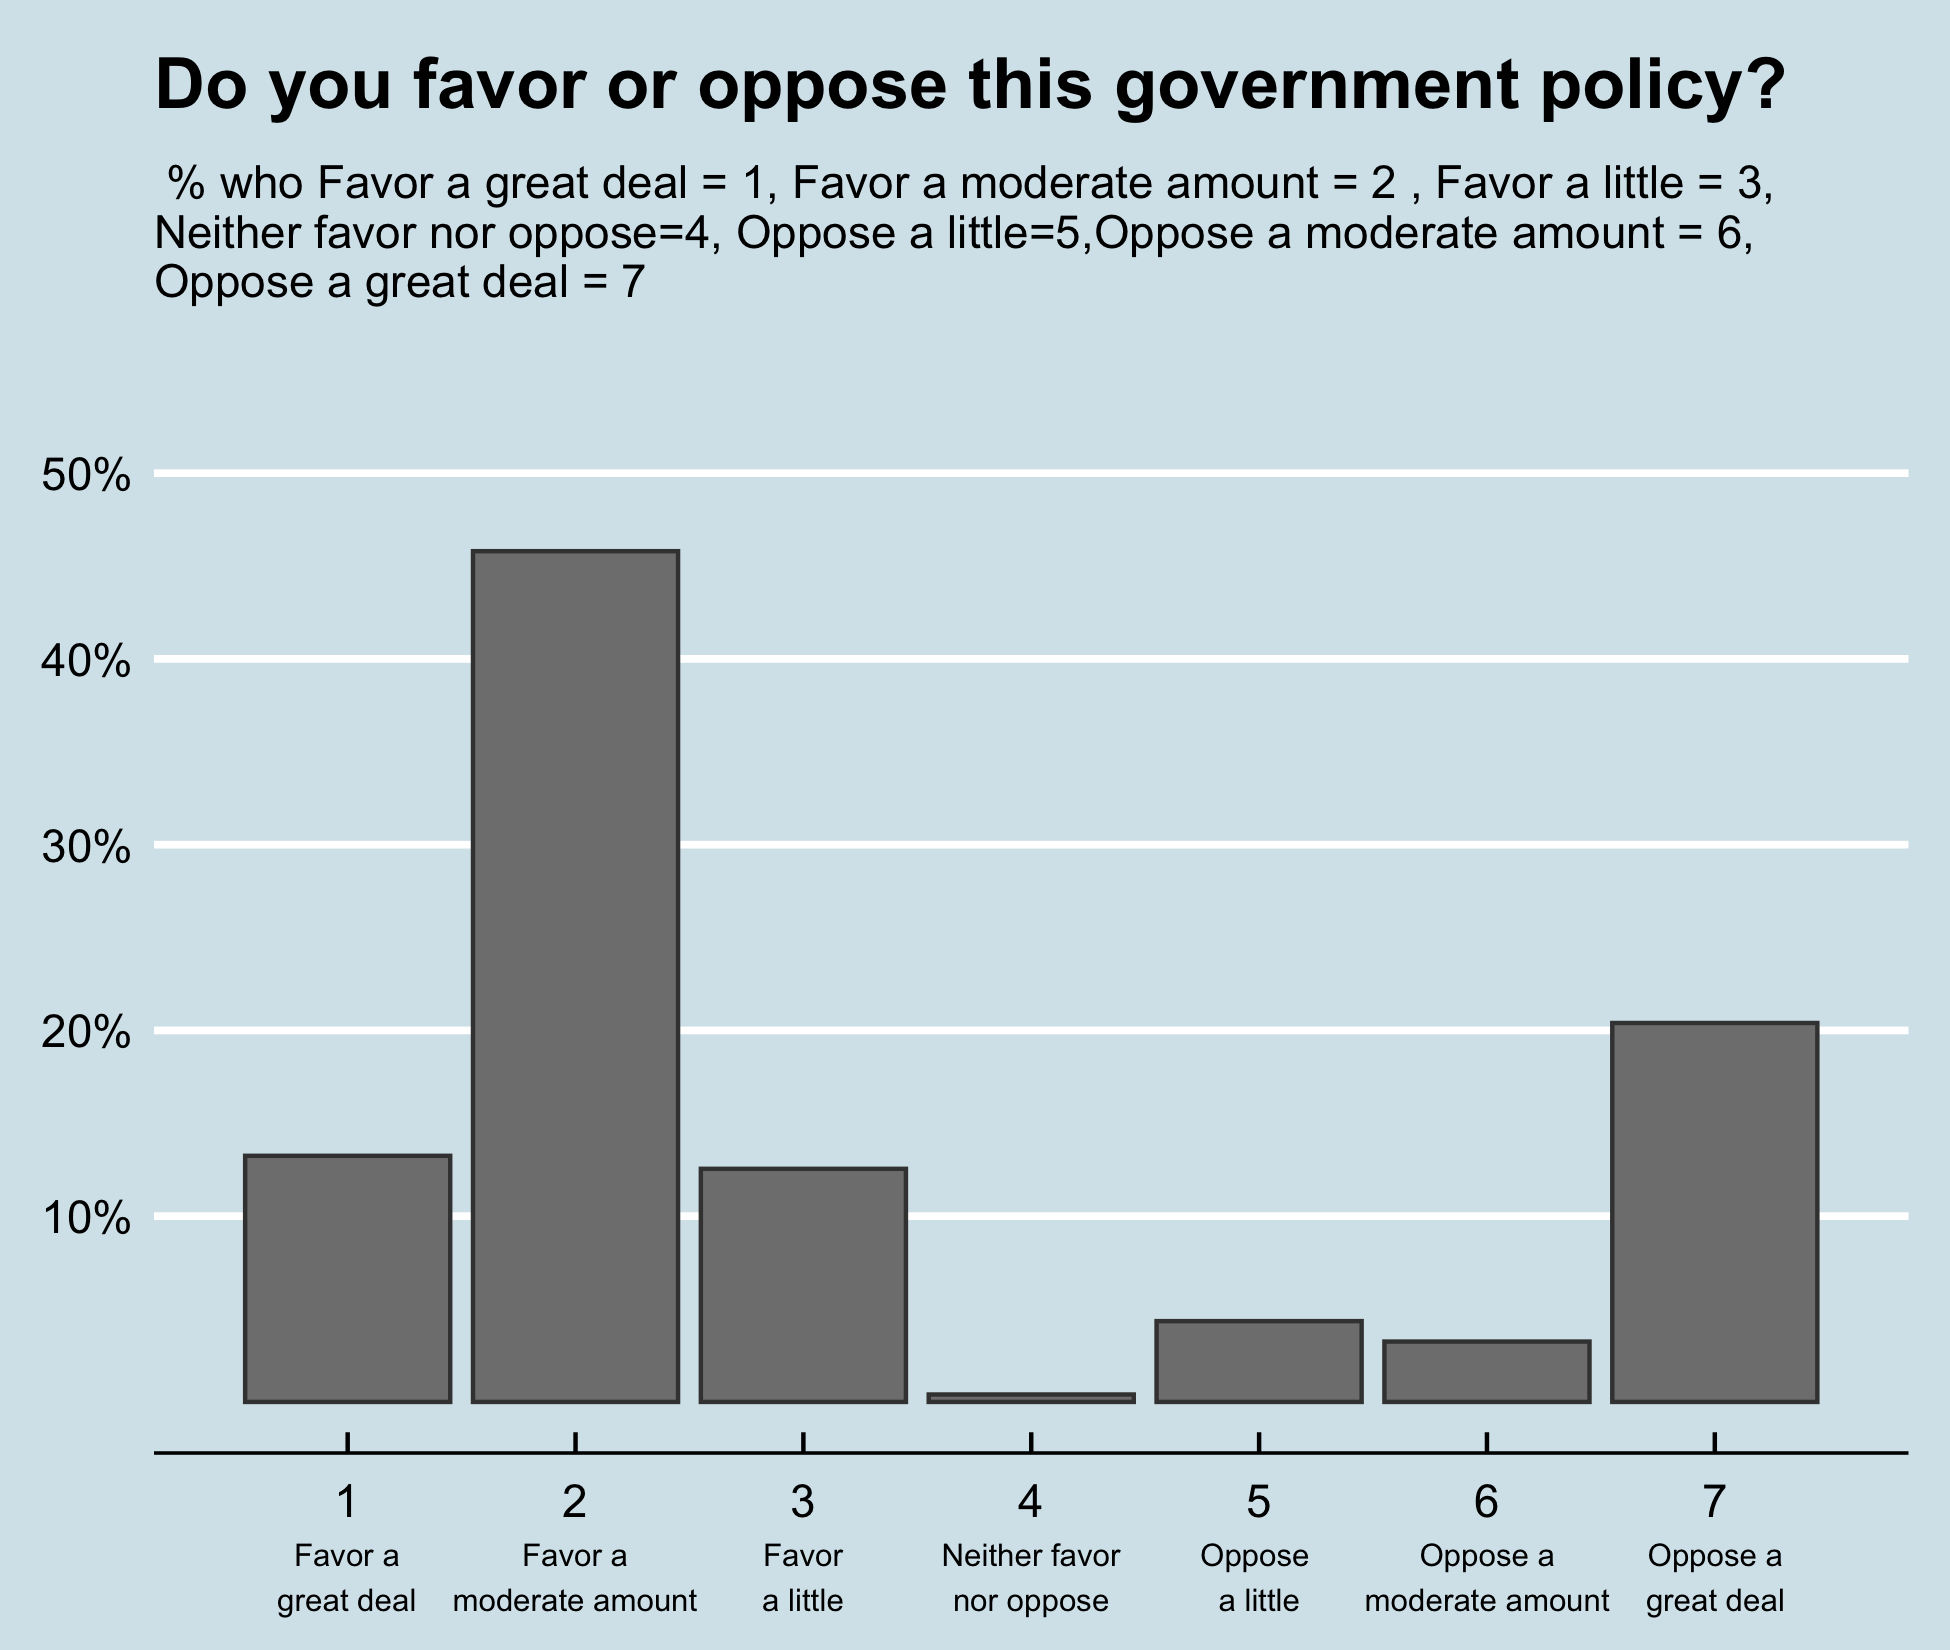 Do you favor or oppose this government policy?
% who Favor a great deal = 1, Favor a moderate amount = 2 , Favor a little = 3,
Neither favor nor oppose=4, Oppose a little=5,Oppose a moderate amount = 6,
Oppose a great deal = 7
50%
40%
30%
20%
10%
1 2 3 4 5 6 7
Favor a Favor a Favor Neither favor Oppose Oppose a Oppose a
great deal moderate amount a little nor oppose a little moderate amount great deal